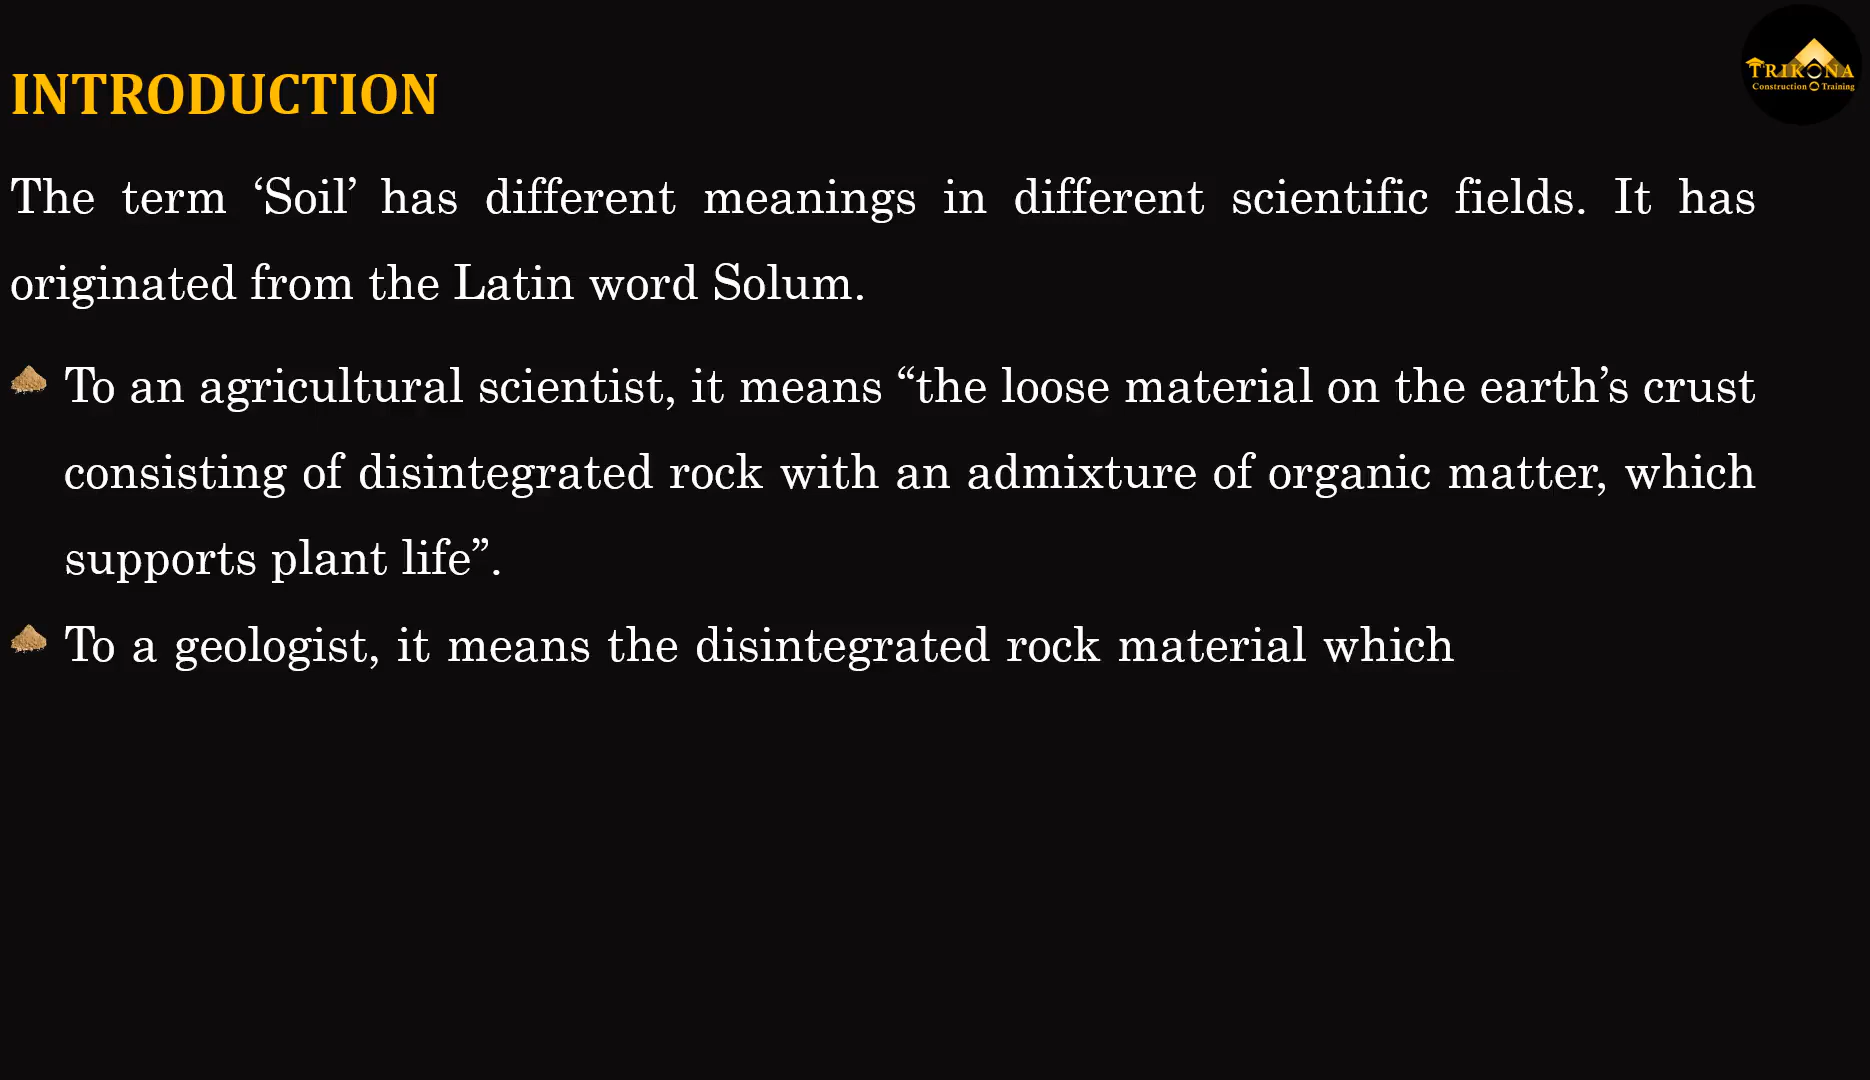 INTRODUCTION
TRIKONA
Construction Training
The term ‘Soil’ has different meanings in different scientific fields. It has
originated from the Latin word Solum.
To an agricultural scientist, it means “the loose material on the earth’s crust
consisting of disintegrated rock with an admixture of organic matter, which
supports plant life”.
To a geologist, it means the disintegrated rock material which